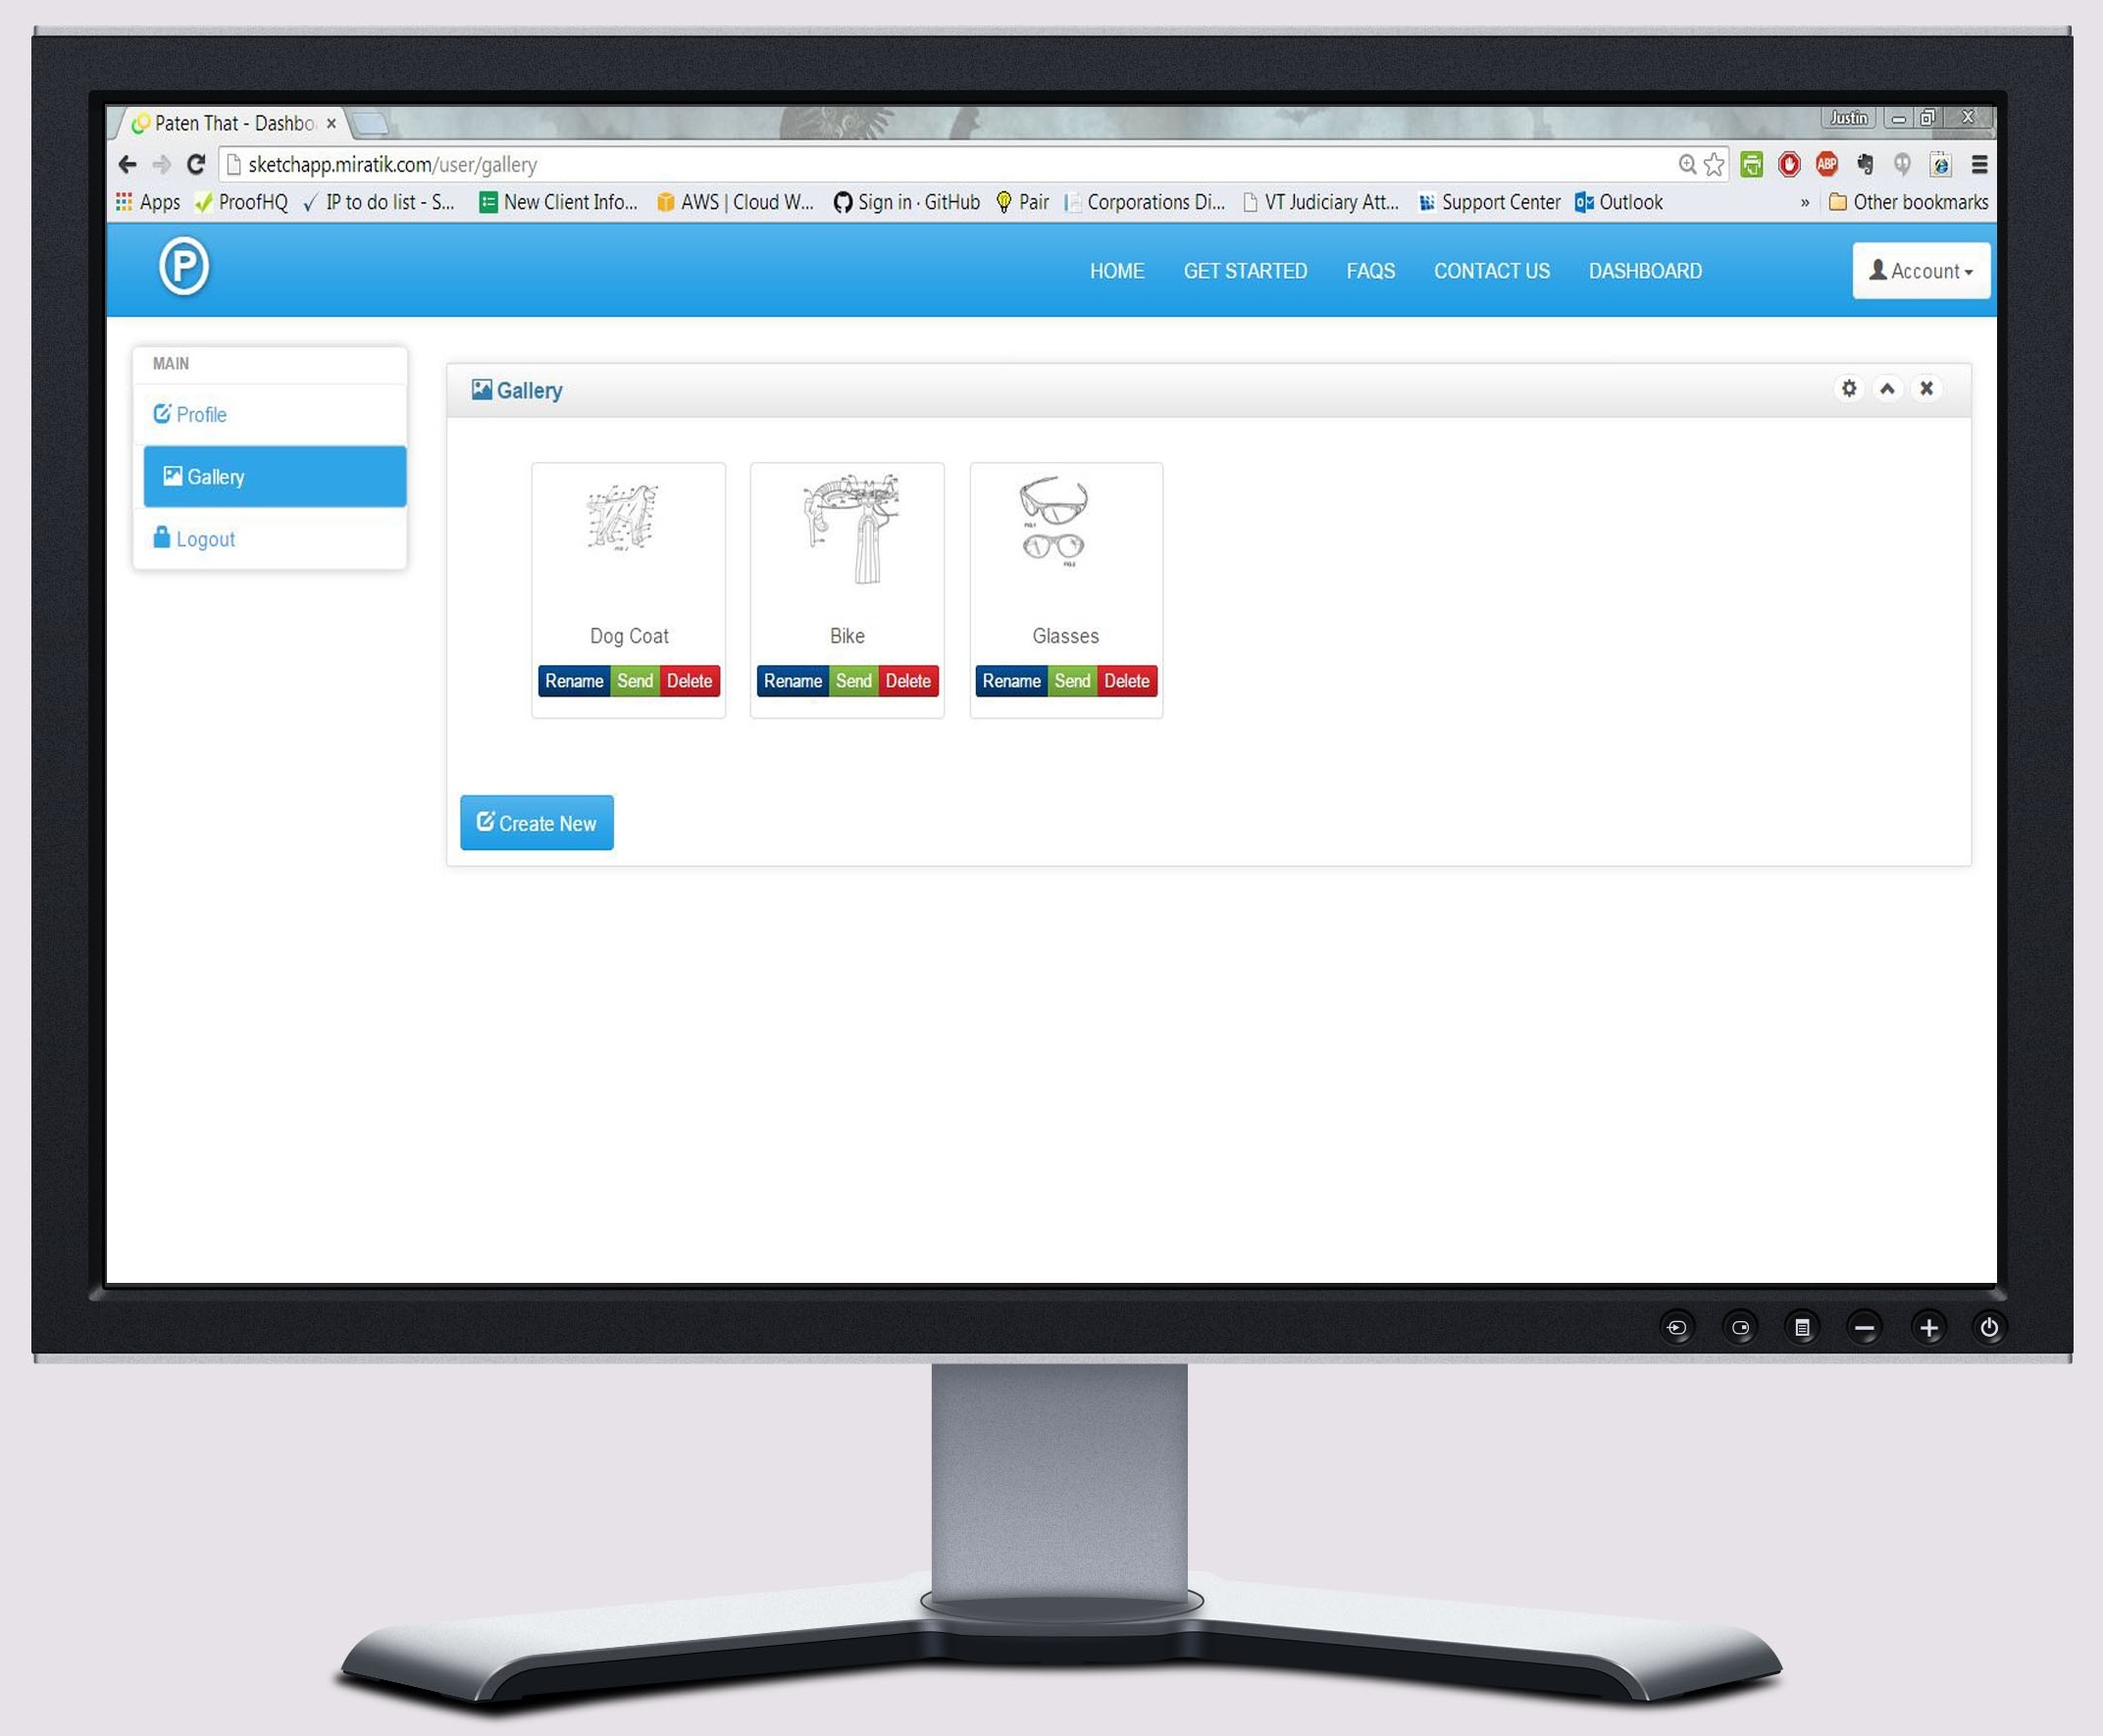 Paten That - Dashbo
Justin
sketchapp.miratik.com/user/gallery
ABP
Apps ProofHQ IP to do list - S... New Client Info... AWS | Cloud W... Sign in · GitHub Pair Corporations Di... VT Judiciary Att... Support Center Outlook » Other bookmarks
P HOME GET STARTED FAQS CONTACT US DASHBOARD Account
MAIN
Profile
Gallery
Logout
Gallery
Dog Coat Bike Glasses
Rename Send Delete Rename Send Delete Rename Send Delete
Create New